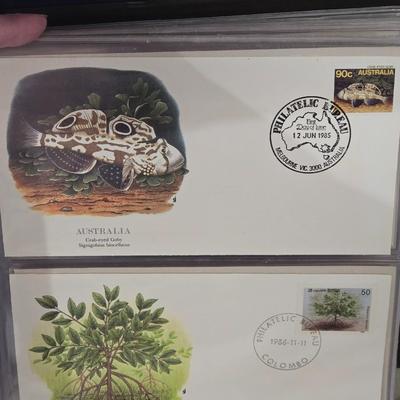 90c AUSTRALIA
PHILATELIC BUREAU
First
Day of Issue
12 JUN 1985
MELBOURNE VIC 3000 AUSTRALIA
AUSTRALIA
Crab-eyed Goby
Signigobius biocellatus
50
PHILATELIC BUREAU
1986-11-11
COLOMBO